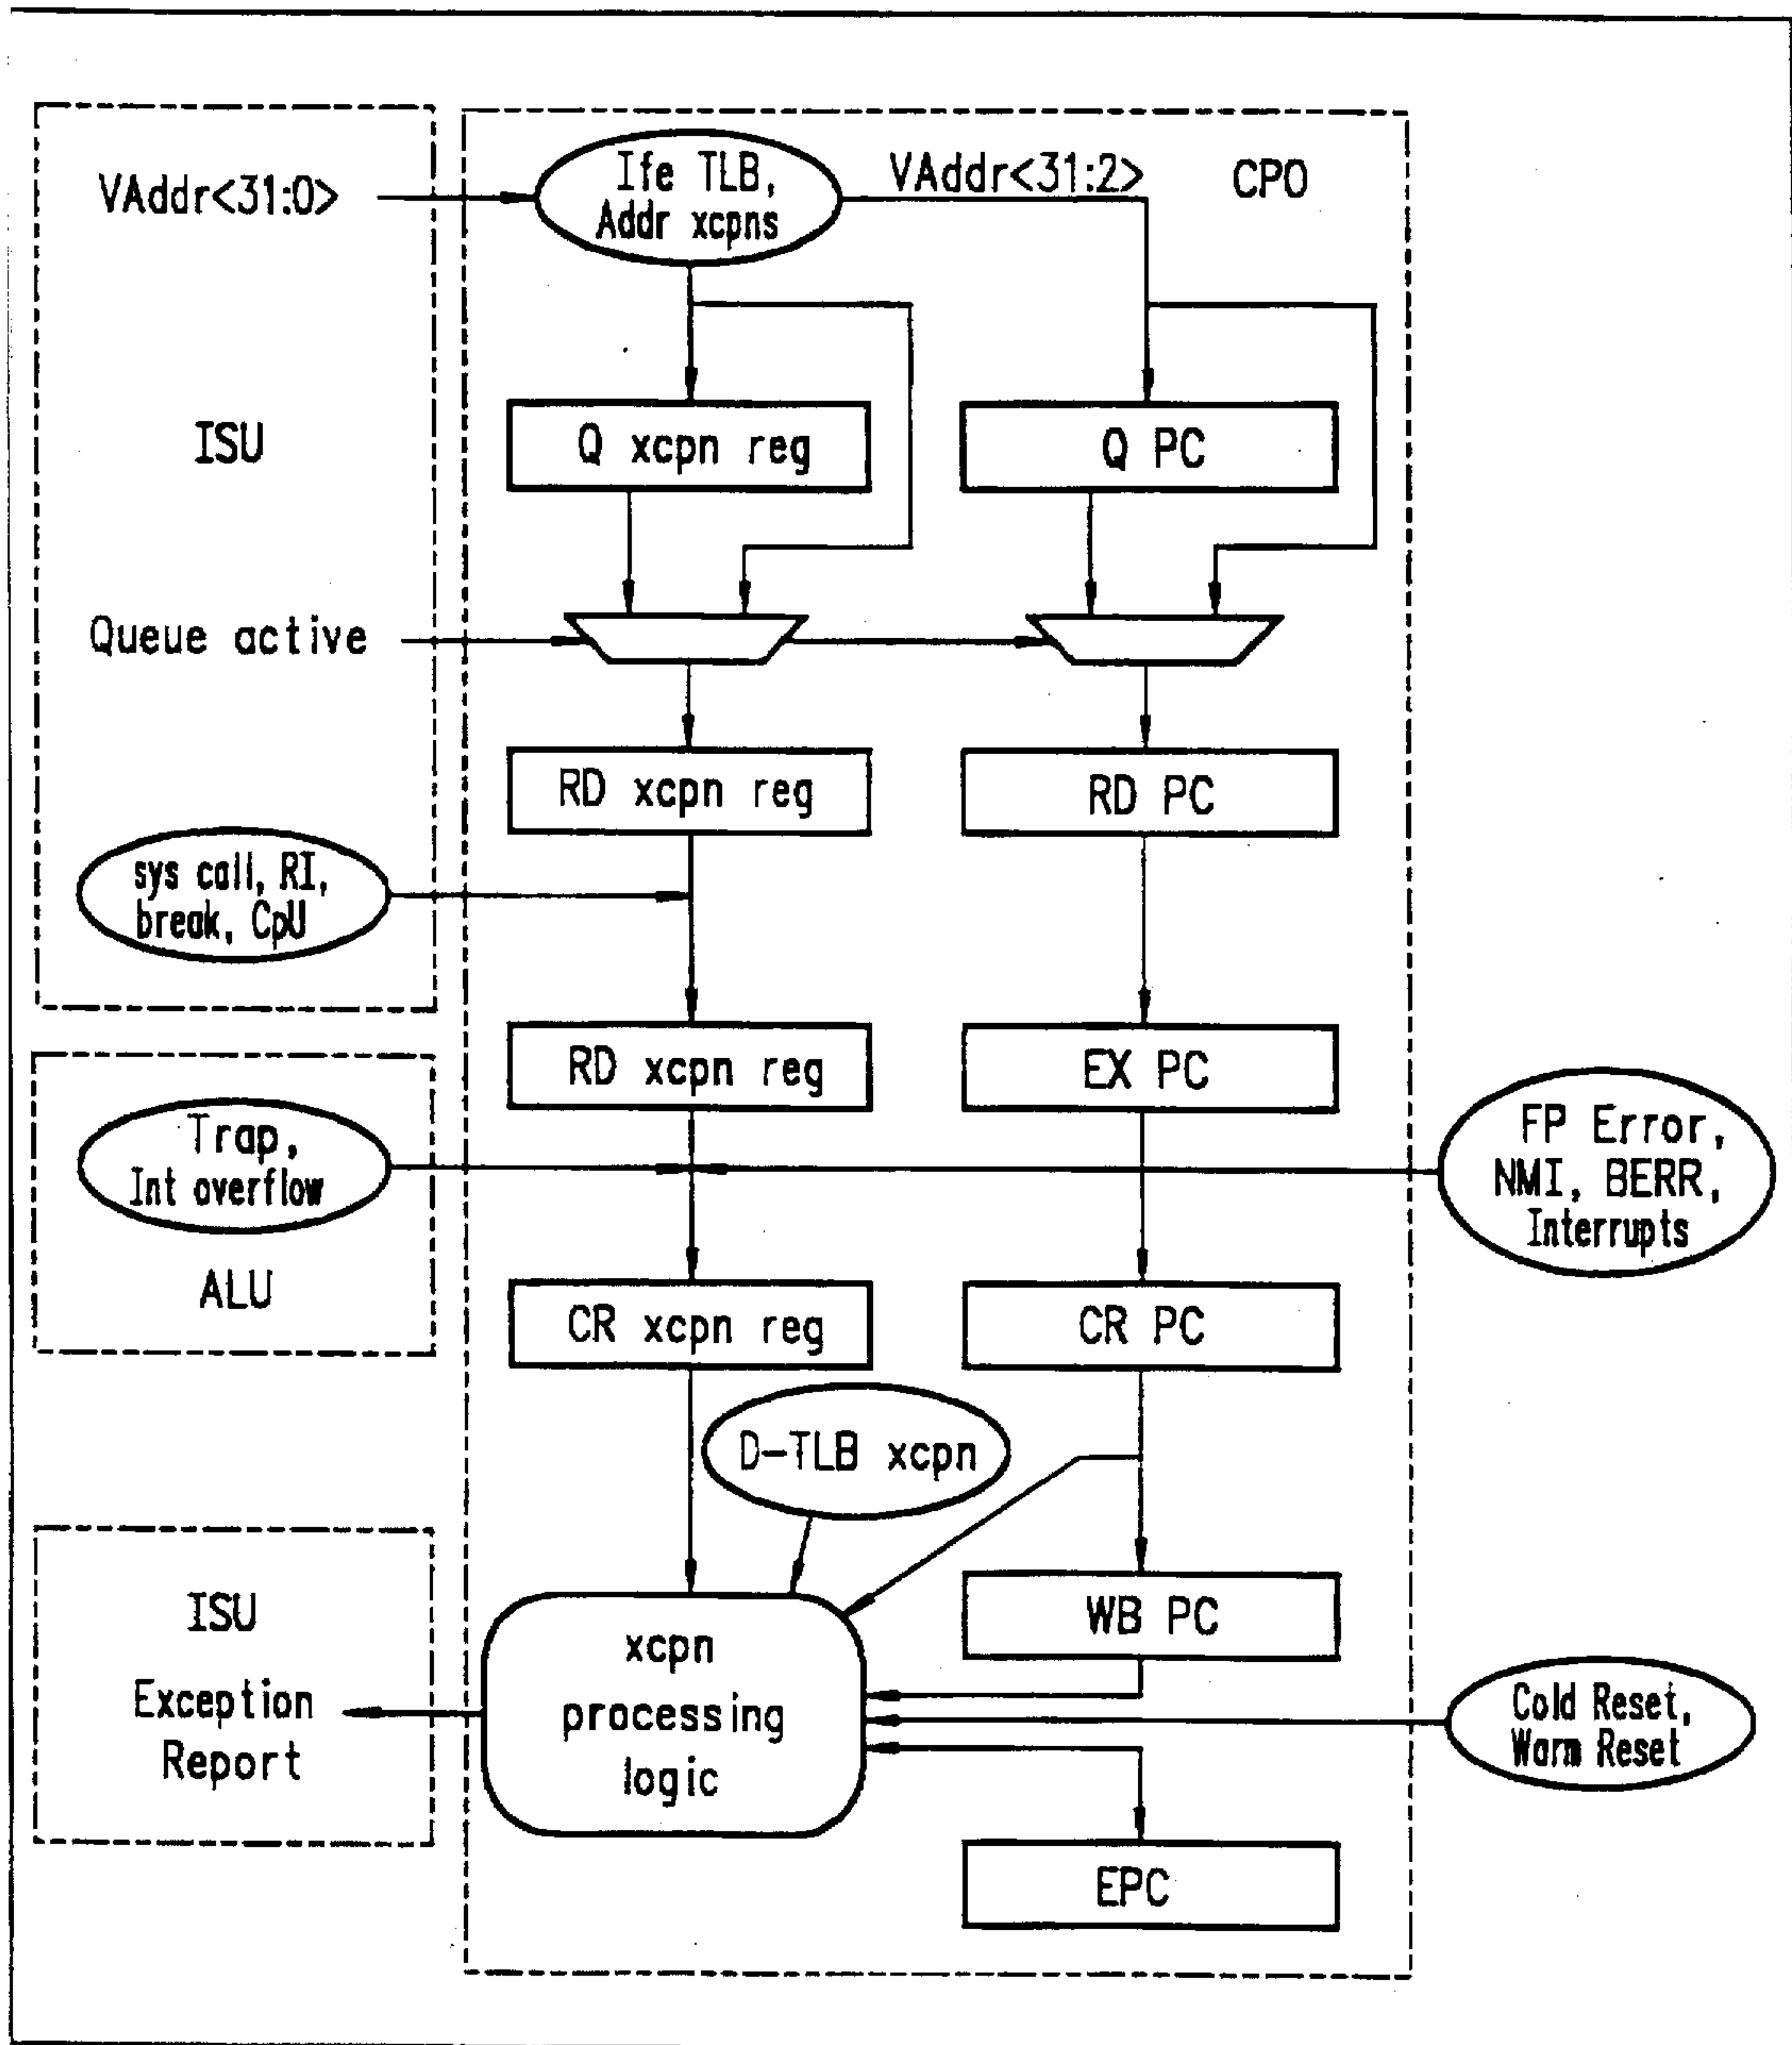 VAddr<31:0>
Ife TLB,
Addr xcpns
VAddr<31:2>
CPO
ISU
Q xcpn reg
Q PC
Queue active
RD xcpn reg
RD PC
sys call, RI,
break, CpU
RD xcpn reg
EX PC
Trap,
Int overflow
FP Error,
NMI, BERR,
Interrupts
ALU
CR xcpn reg
CR PC
D-TLB xcpn
ISU
Exception
Report
xcpn
processing
logic
WB PC
Cold Reset,
Warm Reset
EPC